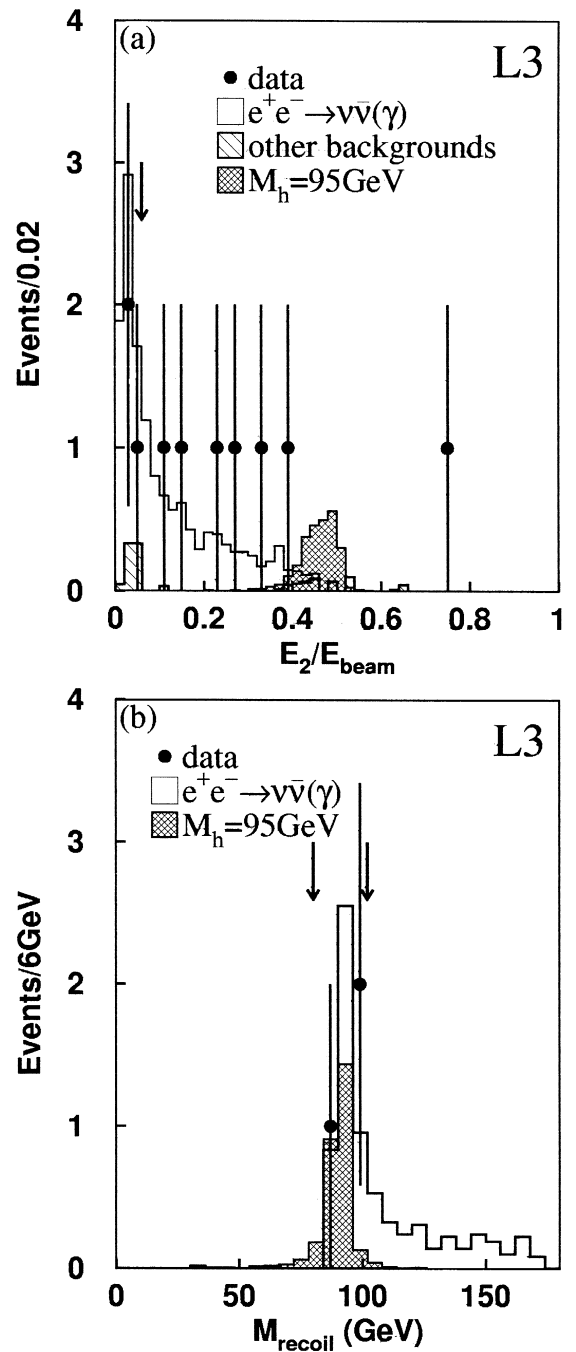 (a)
L3
data
e⁺e⁻→νν̄(γ)
other backgrounds
Mₕ=95GeV
Events/0.02
4
3
2
1
0
0 0.2 0.4 0.6 0.8 1
E₂/E_beam
(b)
L3
data
e⁺e⁻→νν̄(γ)
Mₕ=95GeV
Events/6GeV
4
3
2
1
0
0 50 100 150
M_recoil (GeV)